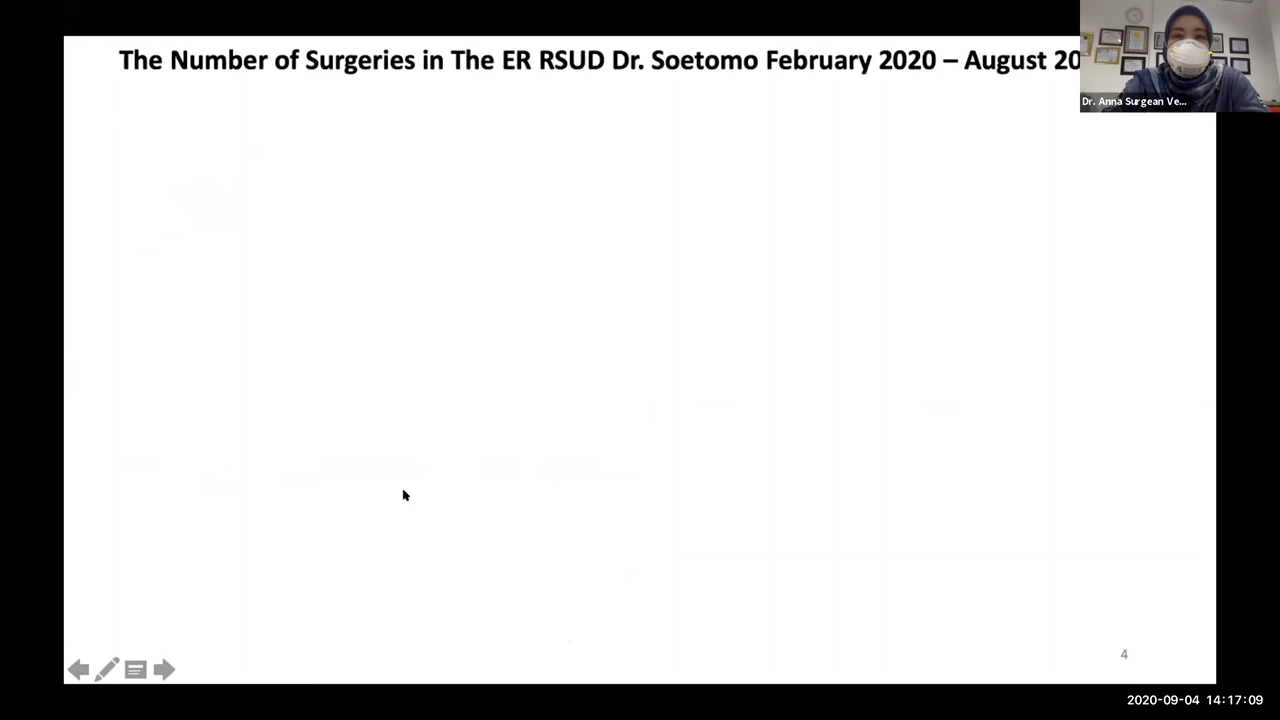 The Number of Surgeries in The ER RSUD Dr. Soetomo February 2020 – August 20
Dr. Anna Surgean Ve...
4
2020-09-04 14:17:09